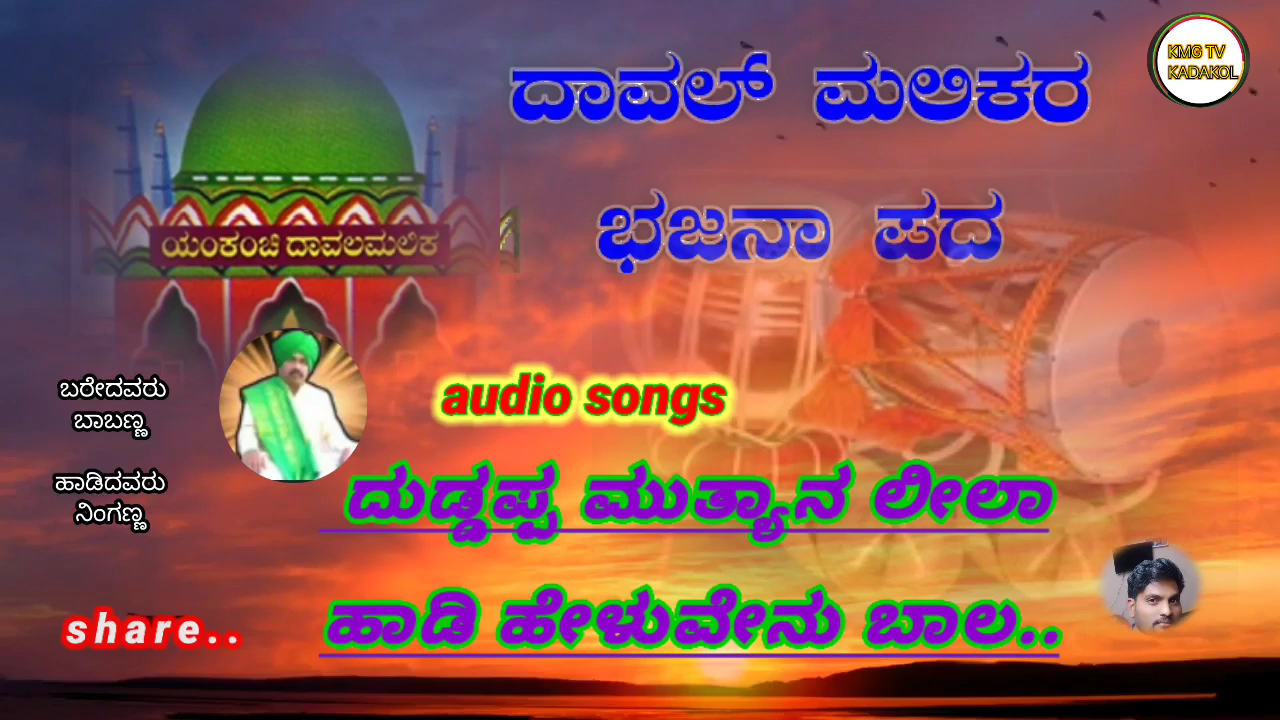 KMG TV
KADAKOL
ದಾವಲ್ ಮಲಿಕರ
ಭಜನಾ ಪದ
ಯಂಕಂಚಿ ದಾವಲಮಲಿಕ
audio songs
ಬರೇದವರು
ಬಾಬಣ್ಣ
ಹಾಡಿದವರು
ನಿಂಗಣ್ಣ
ದುಡ್ಡಪ್ಪ ಮುತ್ಯಾನ ಲೀಲಾ
ಹಾಡಿ ಹೇಳುವೇನು ಬಾಲ..
share..